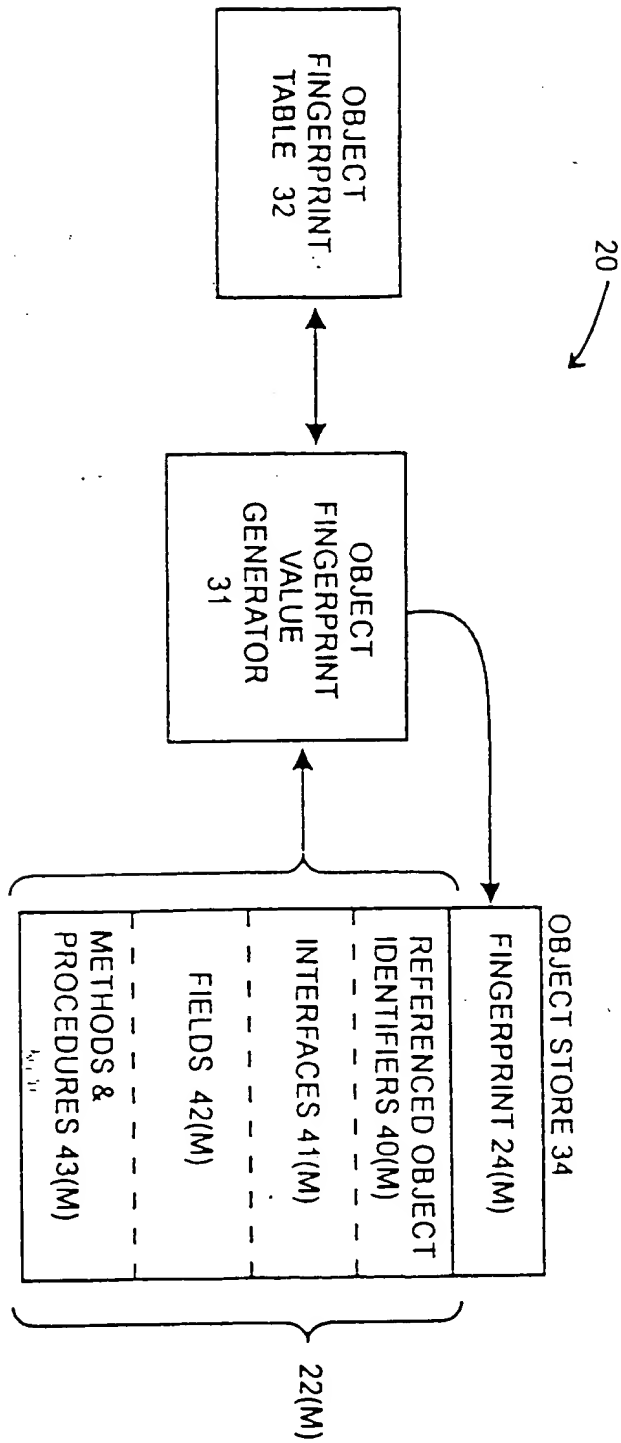 20
OBJECT
FINGERPRINT
TABLE 32
OBJECT
FINGERPRINT
VALUE
GENERATOR
31
OBJECT STORE 34
FINGERPRINT 24(M)
REFERENCED OBJECT
IDENTIFIERS 40(M)
INTERFACES 41(M)
FIELDS 42(M)
METHODS &
PROCEDURES 43(M)
22(M)